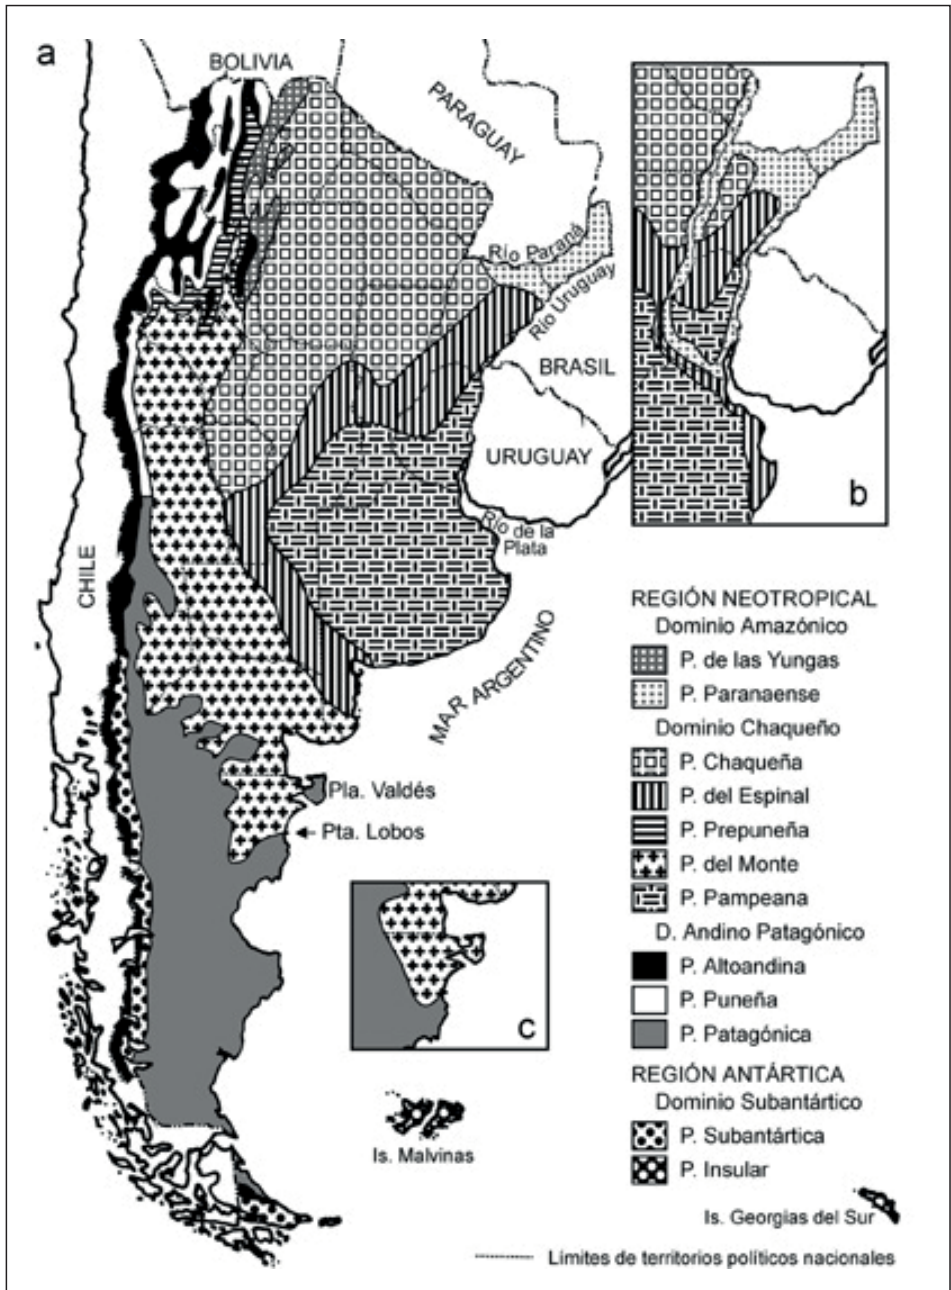 a
BOLIVIA
PARAGUAY
Río Paraná
Río Uruguay
BRASIL
URUGUAY
Río de la
Plata
CHILE
MAR ARGENTINO
Pla. Valdés
Pta. Lobos
b
c
Is. Malvinas
REGIÓN NEOTROPICAL
Dominio Amazónico
P. de las Yungas
P. Paranaense
Dominio Chaqueño
P. Chaqueña
P. del Espinal
P. Prepuneña
P. del Monte
P. Pampeana
D. Andino Patagónico
P. Altoandina
P. Puneña
P. Patagónica
REGIÓN ANTÁRTICA
Dominio Subantártico
P. Subantártica
P. Insular
Is. Georgias del Sur
Limites de territorios políticos nacionales